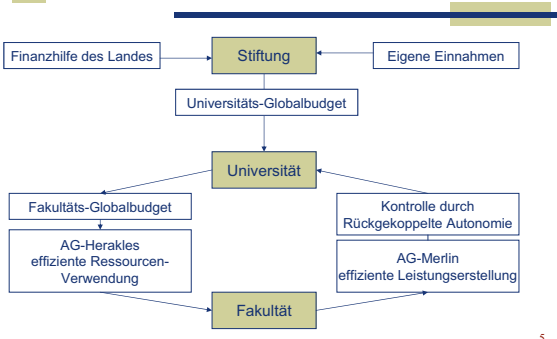 Finanzhilfe des Landes
Stiftung
Eigene Einnahmen
Universitäts-Globalbudget
Universität
Fakultäts-Globalbudget
Kontrolle durch
Rückgekoppelte Autonomie
AG-Herakles
effiziente Ressourcen-
Verwendung
AG-Merlin
effiziente Leistungserstellung
Fakultät
5